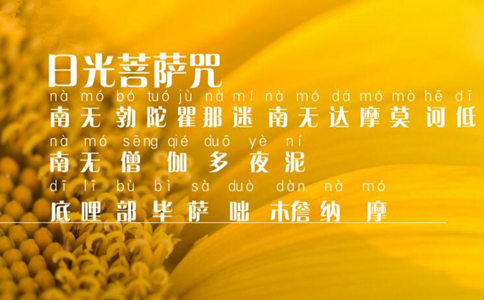 日光菩萨咒
nà mó bó tuó jù nà mí nà mó dá mó mò hē dī
南无 勃陀瞿那迷 南无达摩莫 诃低
nà mó sēng qié duō yè ní
南无 僧 伽 多 夜 泥
dī lī bù bì sà duò dàn nà mó
底哩部毕萨 咄 木詹纳 摩